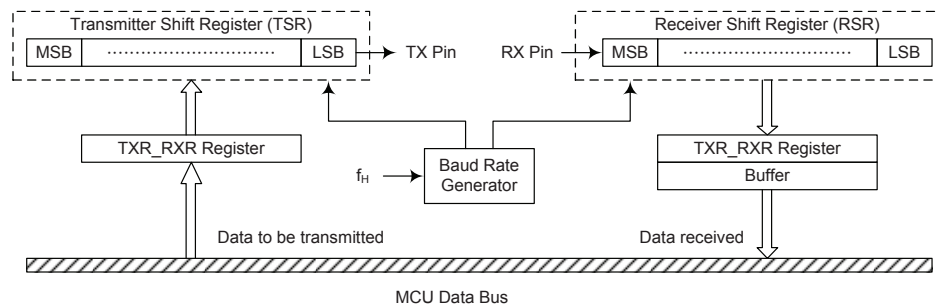 Transmitter Shift Register (TSR)
MSB
LSB
TX Pin
RX Pin
Receiver Shift Register (RSR)
MSB
LSB
TXR_RXR Register
fH
Baud Rate
Generator
TXR_RXR Register
Buffer
Data to be transmitted
Data received
MCU Data Bus